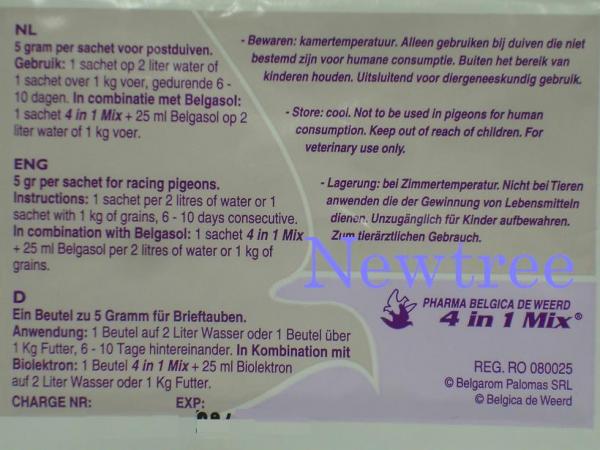 NL
5 gram per sachet voor postduiven.
Gebruik: 1 sachet op 2 liter water of
1 sachet over 1 kg voer, gedurende 6 -
10 dagen. In combinatie met Belgasol:
1 sachet 4 in 1 Mix + 25 ml Belgasol op 2
liter water of 1 kg voer.
ENG
5 gr per sachet for racing pigeons.
Instructions: 1 sachet per 2 litres of water or 1
sachet with 1 kg of grains, 6 - 10 days consecutive.
In combination with Belgasol: 1 sachet 4 in 1 Mix
+ 25 ml Belgasol per 2 litres of water or 1 kg of
grains.
D
Ein Beutel zu 5 Gramm für Brieftauben.
Anwendung: 1 Beutel auf 2 Liter Wasser oder 1 Beutel über
1 Kg Futter, 6 - 10 Tage hintereinander. In Kombination mit
Biolektron: 1 Beutel 4 in 1 Mix + 25 ml Biolektron
auf 2 Liter Wasser oder 1 Kg Futter.
CHARGE NR: EXP:
- Bewaren: kamertemperatuur. Alleen gebruiken bij duiven die niet
bestemd zijn voor humane consumptie. Buiten het bereik van
kinderen houden. Uitsluitend voor diergeneeskundig gebruik.
- Store: cool. Not to be used in pigeons for human
consumption. Keep out of reach of children. For
veterinary use only.
- Lagerung: bei Zimmertemperatur. Nicht bei Tieren
anwenden die der Gewinnung von Lebensmitteln
dienen. Unzugänglich für Kinder aufbewahren.
Zum tierärztlichen Gebrauch.
Newtree
PHARMA BELGICA DE WEERD
4 in 1 Mix®
REG. RO 080025
© Belgarom Palomas SRL
© Belgica de Weerd